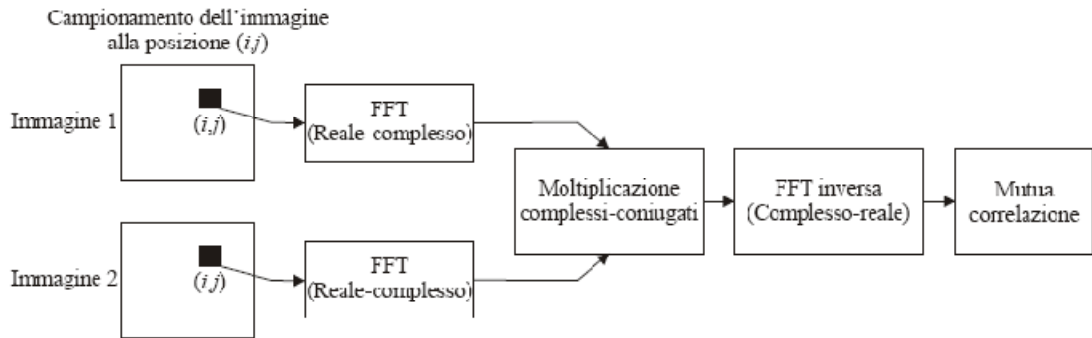 Campionamento dell'immagine
alla posizione (i,j)
Immagine 1
(i,j)
FFT
(Reale complesso)
Immagine 2
(i,j)
FFT
(Reale-complesso)
Moltiplicazione
complessi-coniugati
FFT inversa
(Complesso-reale)
Mutua
correlazione